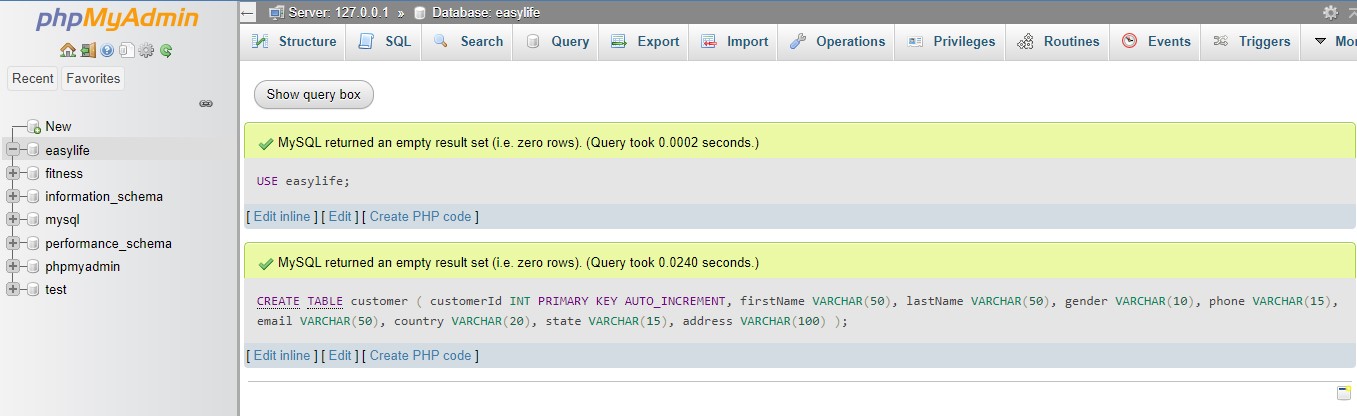 phpMyAdmin
Recent Favorites
New
easylife
fitness
information_schema
mysql
performance_schema
phpmyadmin
test
Server: 127.0.0.1 » Database: easylife
Structure SQL Search Query Export Import Operations Privileges Routines Events Triggers Mor
Show query box
MySQL returned an empty result set (i.e. zero rows). (Query took 0.0002 seconds.)
USE easylife;
[ Edit inline ] [ Edit ] [ Create PHP code ]
MySQL returned an empty result set (i.e. zero rows). (Query took 0.0240 seconds.)
CREATE TABLE customer ( customerId INT PRIMARY KEY AUTO_INCREMENT, firstName VARCHAR(50), lastName VARCHAR(50), gender VARCHAR(10), phone VARCHAR(15),
email VARCHAR(50), country VARCHAR(20), state VARCHAR(15), address VARCHAR(100) );
[ Edit inline ] [ Edit ] [ Create PHP code ]